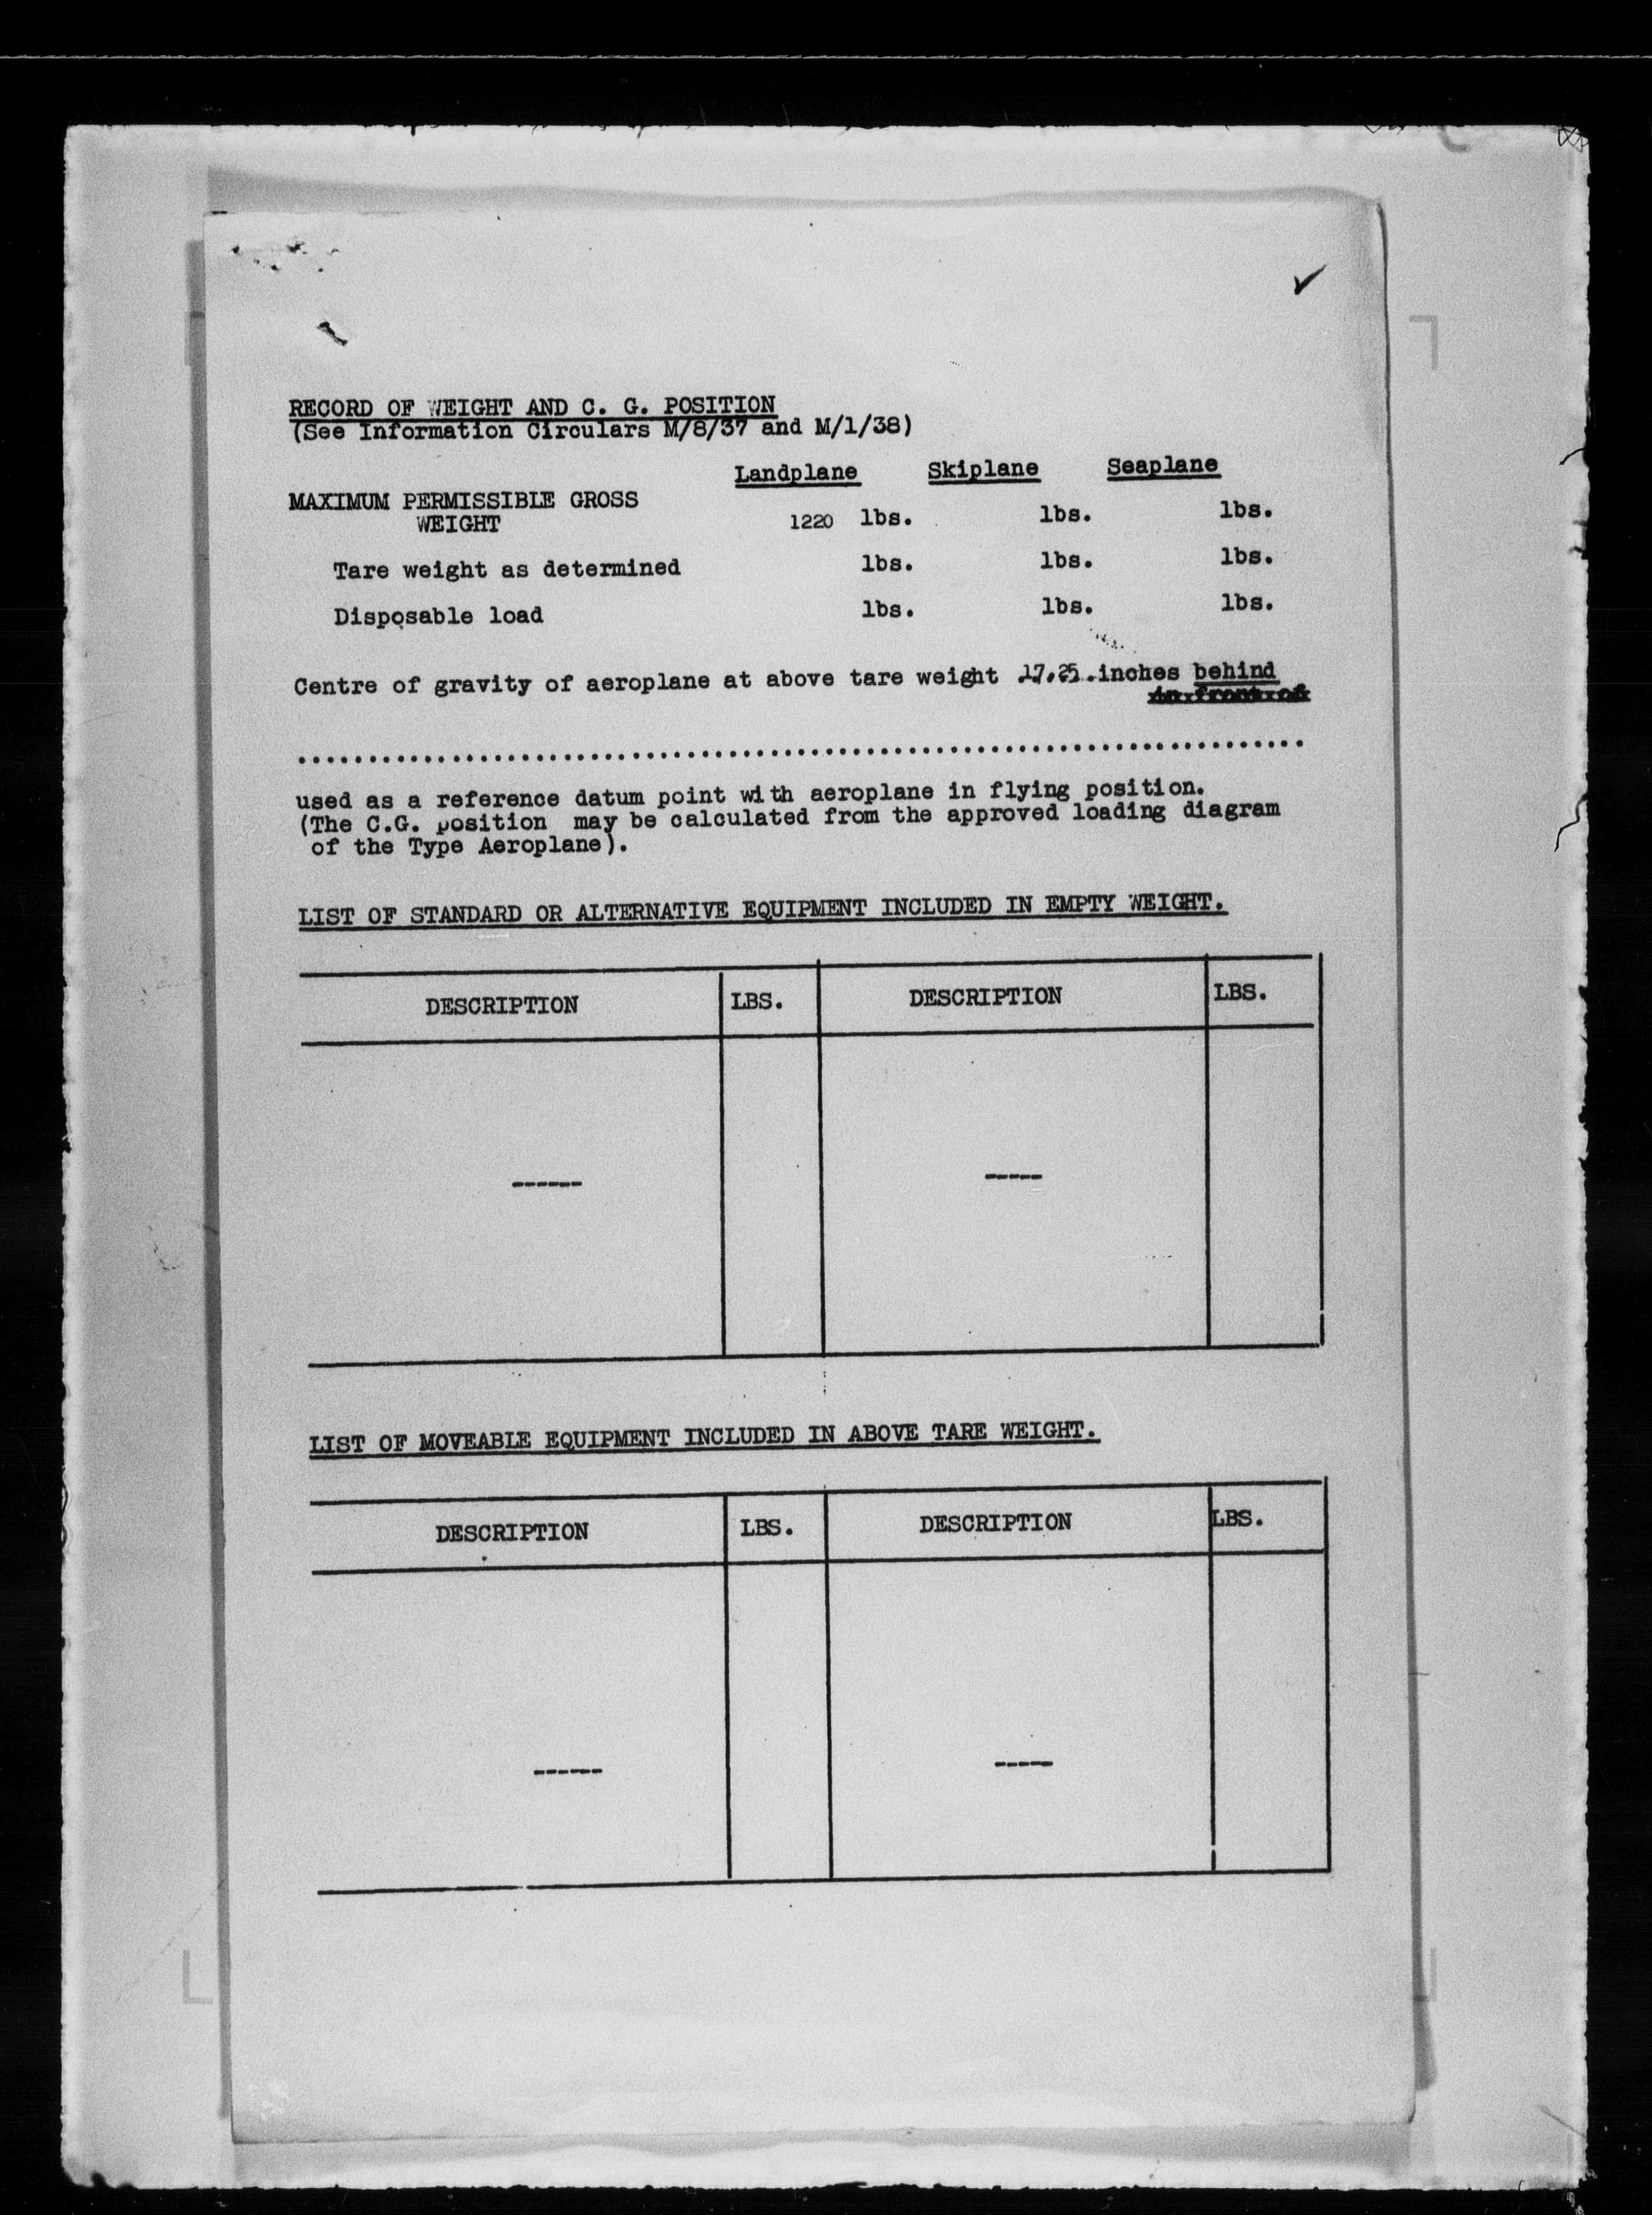 RECORD OF WEIGHT AND C. G. POSITION
(See Information Circulars M/8/37 and M/1/38)
Landplane Skiplane Seaplane
MAXIMUM PERMISSIBLE GROSS
WEIGHT 1220 lbs. lbs. lbs.
Tare weight as determined lbs. lbs. lbs.
Disposable load lbs. lbs. lbs.
Centre of gravity of aeroplane at above tare weight .17.25..inches behind
in front of
..........................................................................
used as a reference datum point with aeroplane in flying position.
(The C.G. position may be calculated from the approved loading diagram
of the Type Aeroplane).
LIST OF STANDARD OR ALTERNATIVE EQUIPMENT INCLUDED IN EMPTY WEIGHT.
DESCRIPTION LBS. DESCRIPTION LBS.
------ -----
LIST OF MOVEABLE EQUIPMENT INCLUDED IN ABOVE TARE WEIGHT.
DESCRIPTION LBS. DESCRIPTION LBS.
------ -----